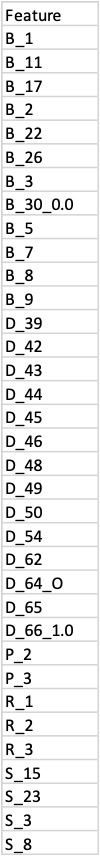 Feature
B_1
B_11
B_17
B_2
B_22
B_26
B_3
B_30_0.0
B_5
B_7
B_8
B_9
D_39
D_42
D_43
D_44
D_45
D_46
D_48
D_49
D_50
D_54
D_62
D_64_O
D_65
D_66_1.0
P_2
P_3
R_1
R_2
R_3
S_15
S_23
S_3
S_8